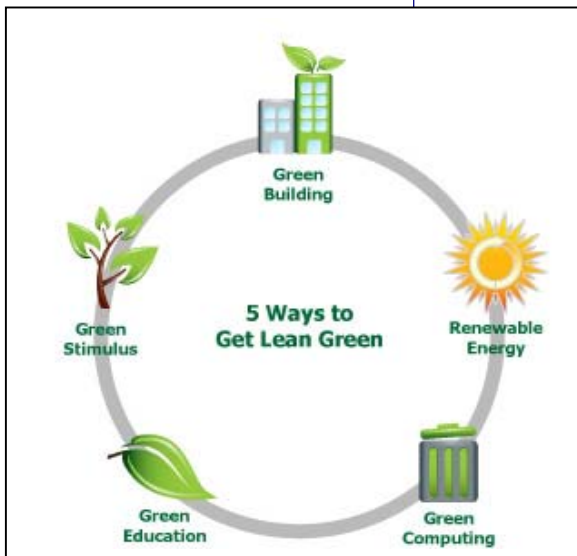 Green
Building
Renewable
Energy
Green
Computing
Green
Education
Green
Stimulus
5 Ways to
Get Lean Green